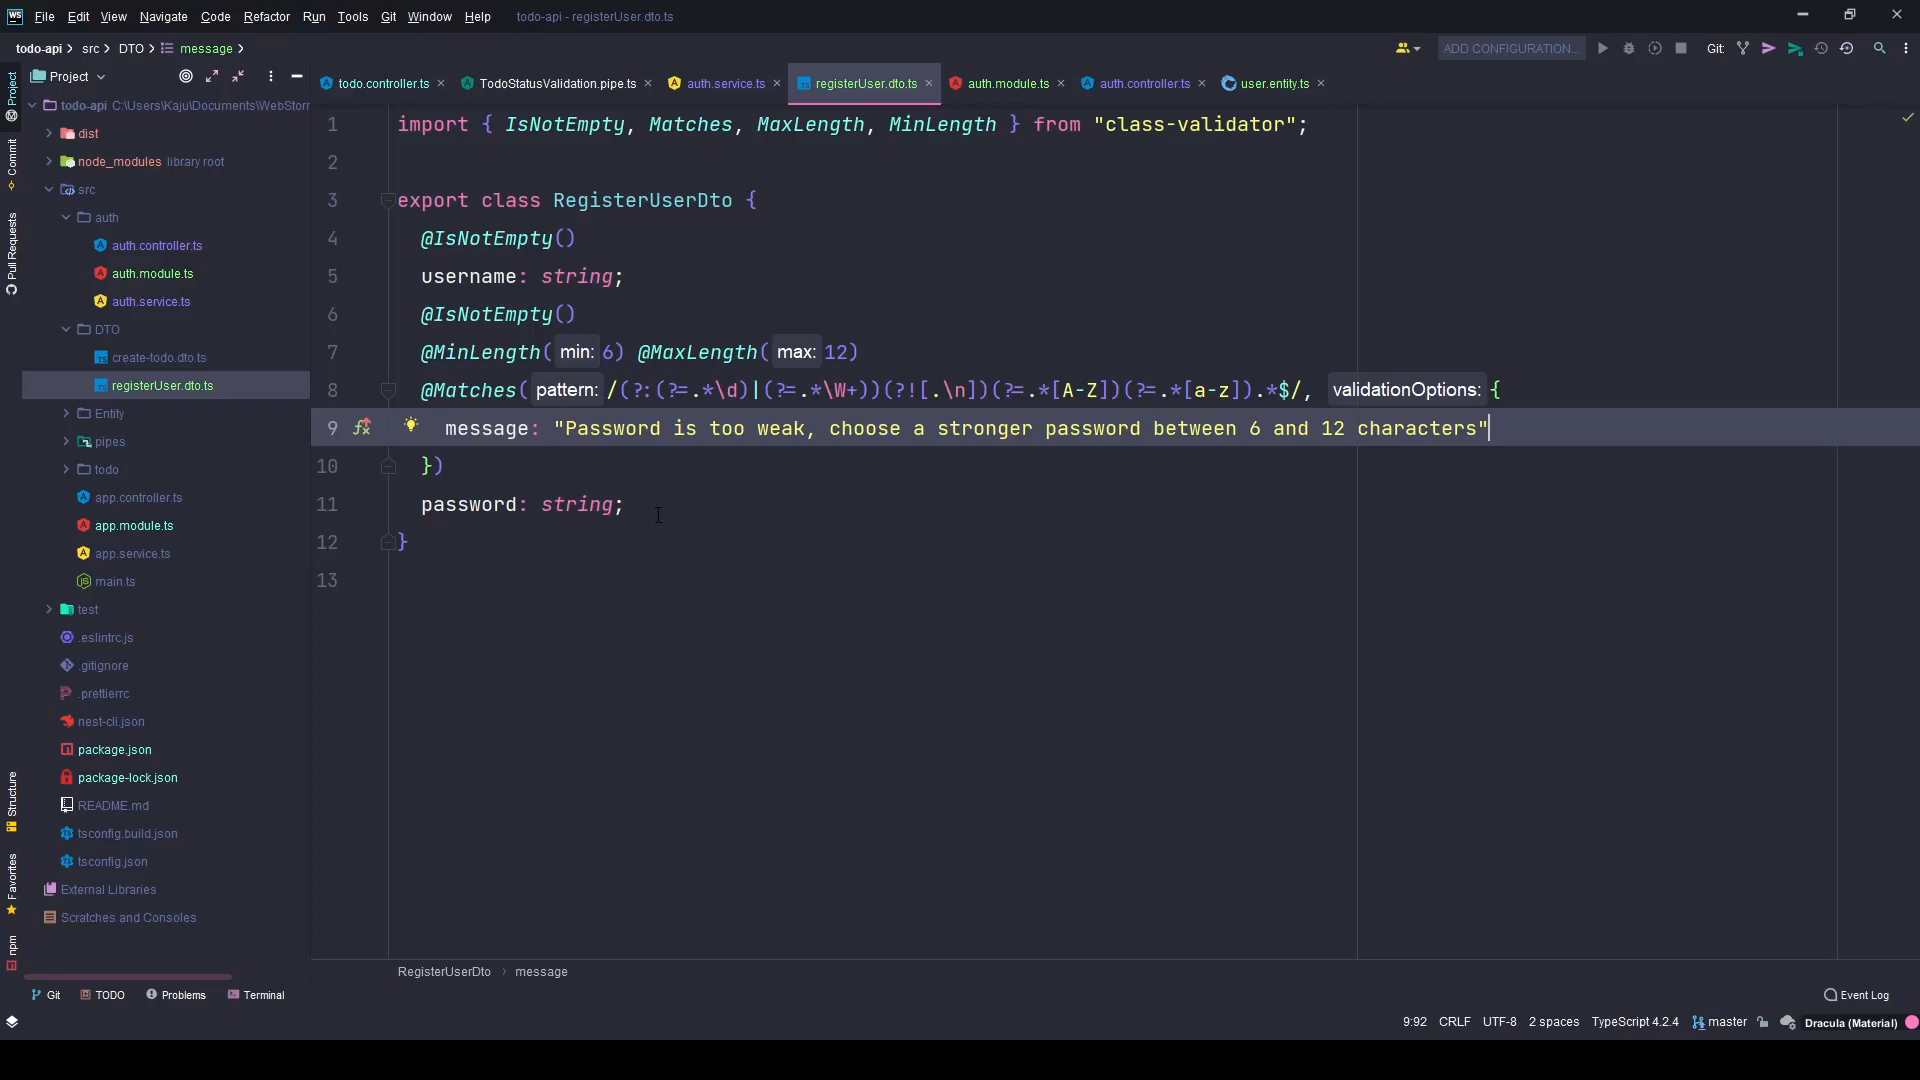 WS File Edit View Navigate Code Refactor Run Tools Git Window Help todo-api - registerUser.dto.ts
todo-api src DTO message ADD CONFIGURATION... Git:
Project todo.controller.ts TodoStatusValidation.pipe.ts auth.service.ts registerUser.dto.ts auth.module.ts auth.controller.ts user.entity.ts
Project
Commit
Pull Requests
Structure
Favorites
npm
todo-api C:\Users\Kaju\Documents\WebStorr
dist
node_modules library root
src
auth
auth.controller.ts
auth.module.ts
auth.service.ts
DTO
create-todo.dto.ts
registerUser.dto.ts
Entity
pipes
todo
app.controller.ts
app.module.ts
app.service.ts
main.ts
test
.eslintrc.js
.gitignore
.prettierrc
nest-cli.json
package.json
package-lock.json
README.md
tsconfig.build.json
tsconfig.json
External Libraries
Scratches and Consoles
1 import { IsNotEmpty, Matches, MaxLength, MinLength } from "class-validator";
2
3 export class RegisterUserDto {
4 @IsNotEmpty()
5 username: string;
6 @IsNotEmpty()
7 @MinLength( min: 6) @MaxLength( max: 12)
8 @Matches( pattern: /(?:(?=.*\d)|(?=.*\W+))(?![.\n])(?=.*[A-Z])(?=.*[a-z]).*$/, validationOptions: {
9 message: "Password is too weak, choose a stronger password between 6 and 12 characters"
10 })
11 password: string;
12 }
13
RegisterUserDto message
Git TODO Problems Terminal Event Log
9:92 CRLF UTF-8 2 spaces TypeScript 4.2.4 master Dracula (Material)